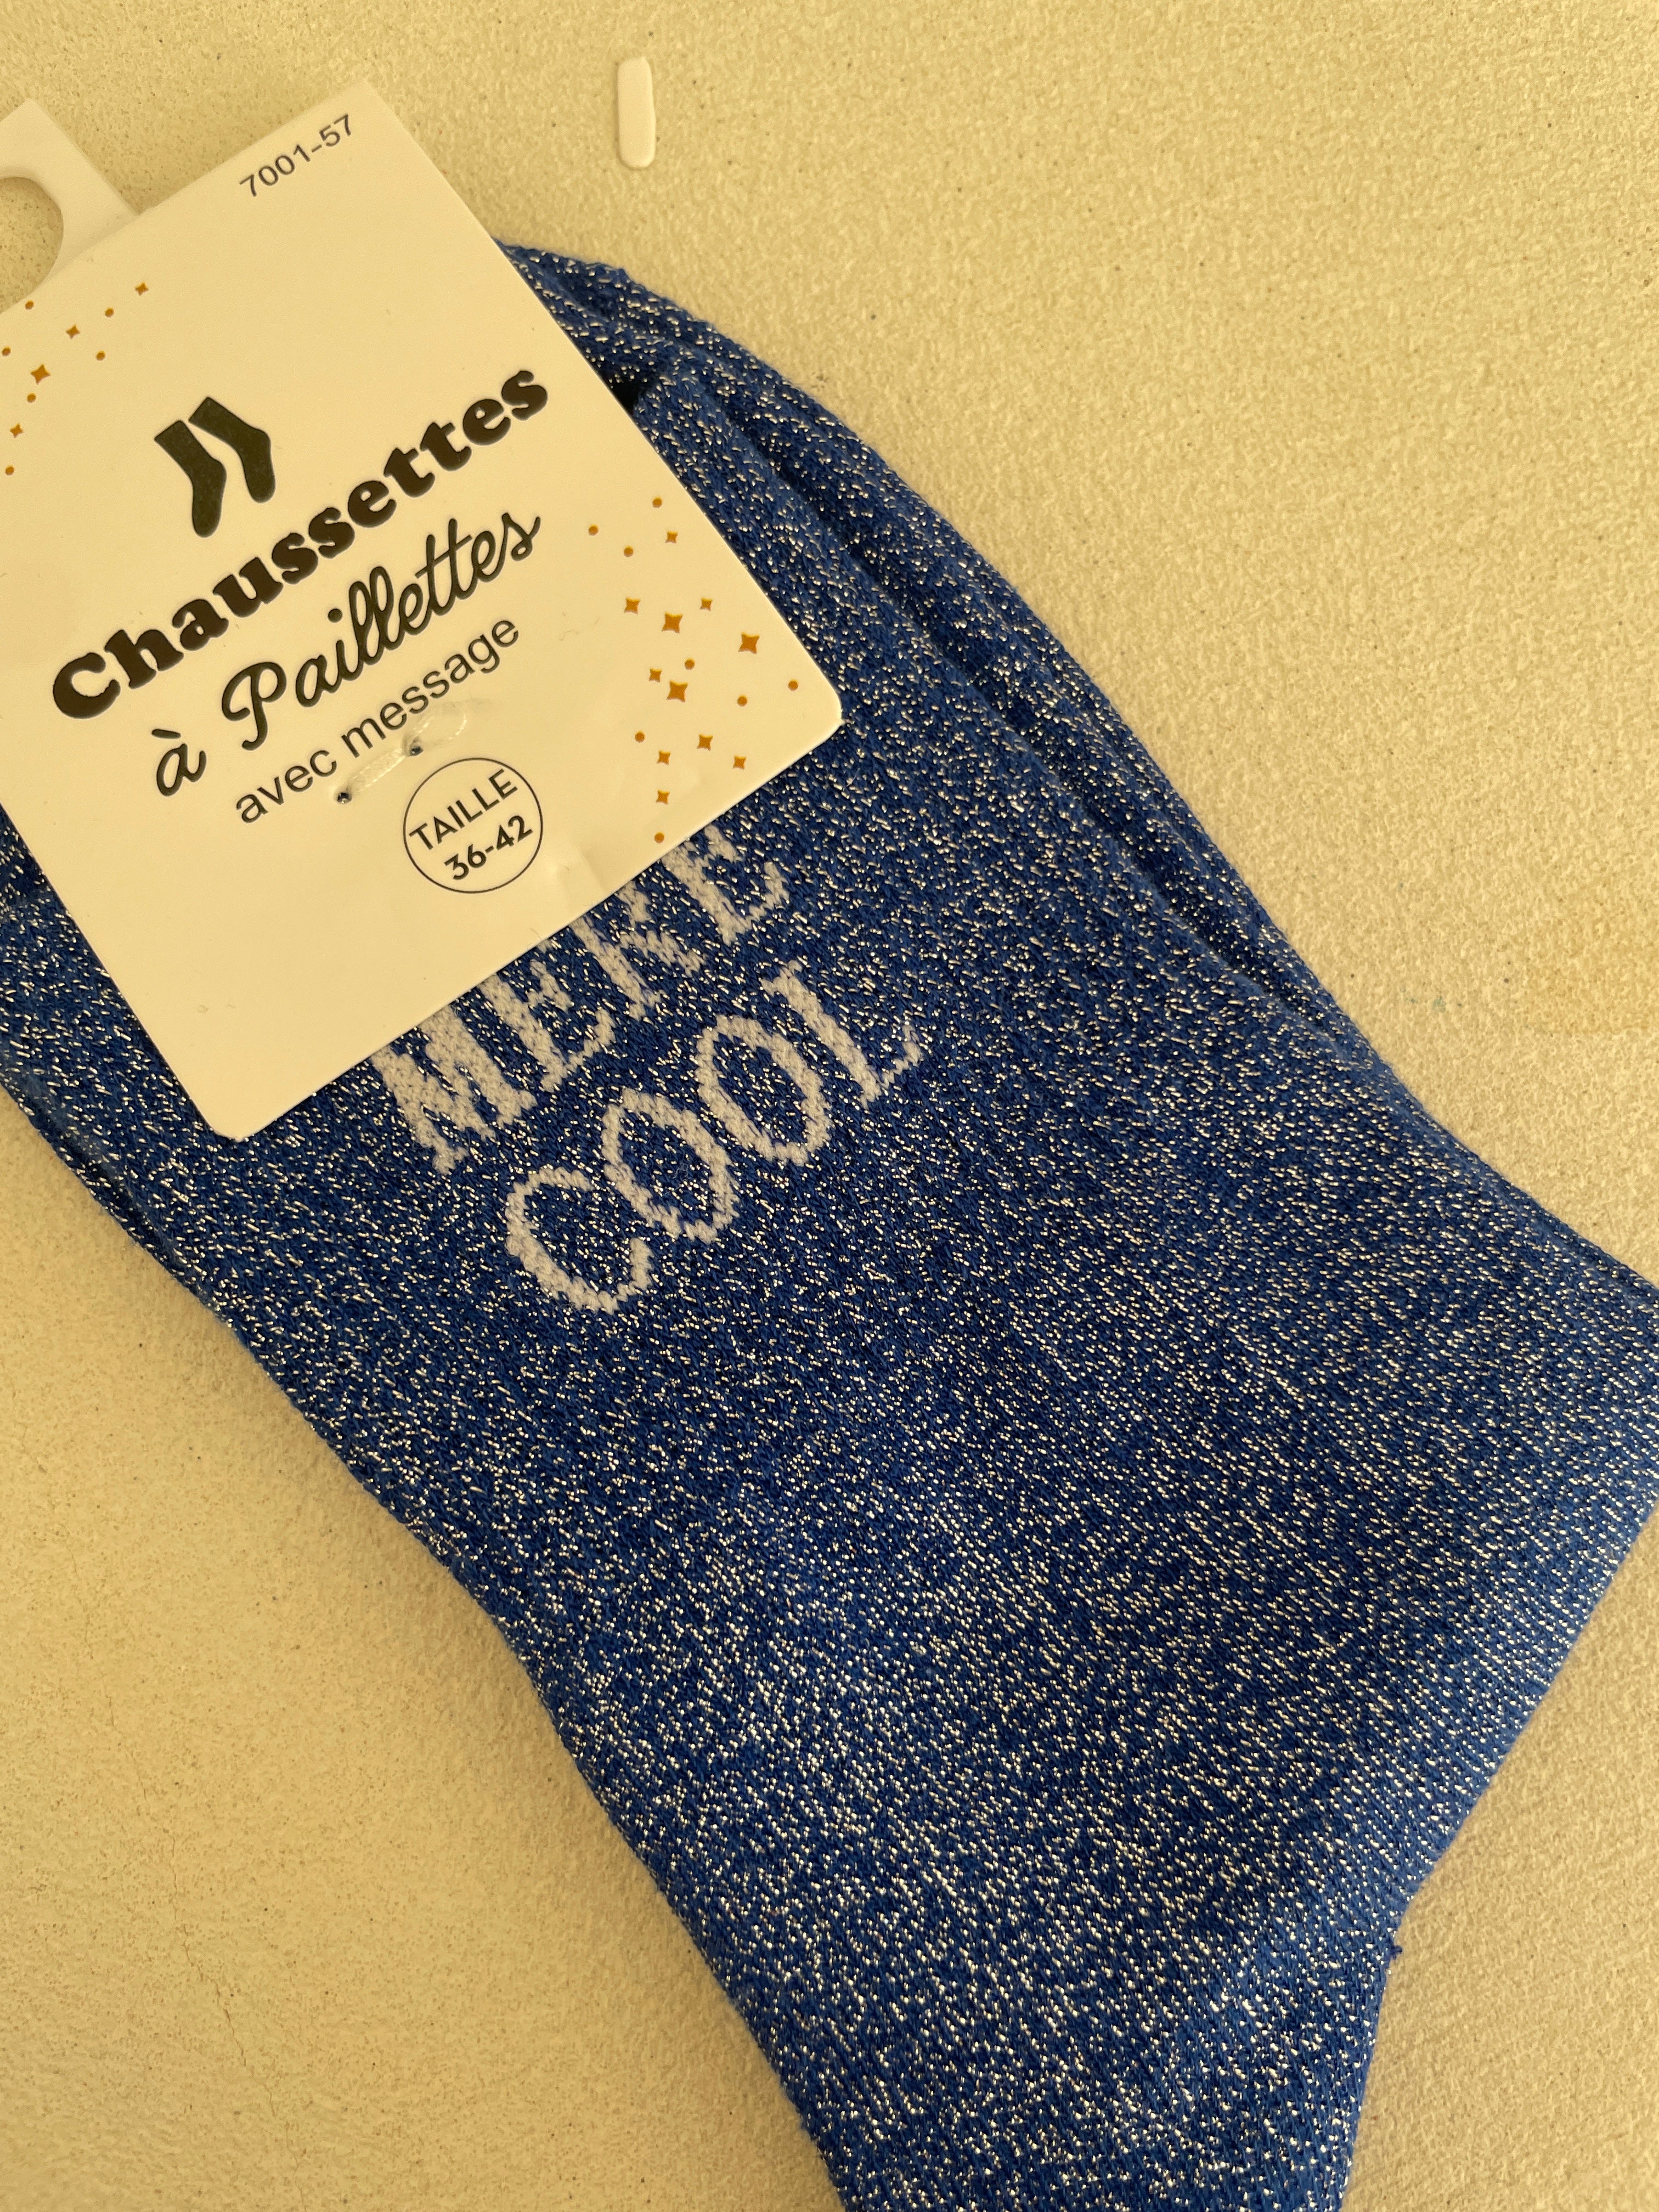 7001-57
Chaussettes
à Paillettes
avec message
TAILLE
36-42
COOL